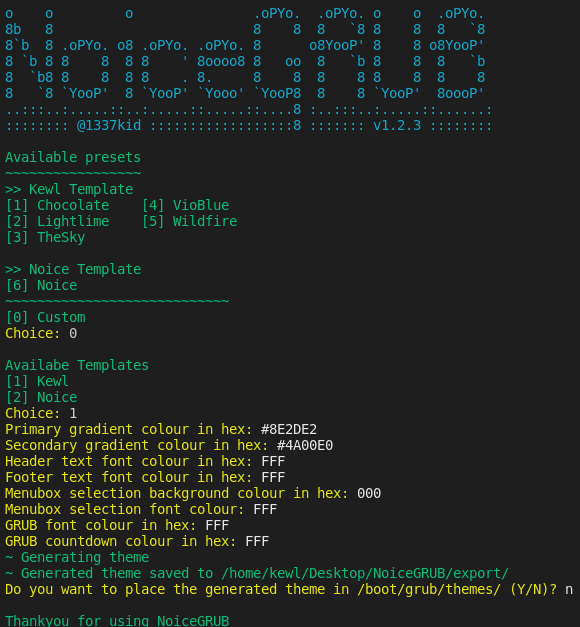 o    o         o               .oPYo.  .oPYo. o    o  .oPYo.
8b   8                         8    8  8   `8 8    8  8   `8
8`b  8 .oPYo. o8 .oPYo. .oPYo. 8      o8YooP' 8    8 o8YooP'
8 `b 8 8    8  8 8    ' 8oooo8 8   oo  8   `b 8    8  8   `b
8  `b8 8    8  8 8    . 8.     8    8  8    8 8    8  8    8
8   `8 `YooP'  8 `YooP' `Yooo' `YooP8  8    8 `YooP'  8oooP'
..:::..:.....::..:.....::.....::....8 :..:::..:.....::......:
:::::::: @1337kid ::::::::::::::::::8 ::::::: v1.2.3 ::::::::
Available presets
~~~~~~~~~~~~~~~~~
>> Kewl Template
[1] Chocolate    [4] VioBlue
[2] Lightlime    [5] Wildfire
[3] TheSky
>> Noice Template
[6] Noice
~~~~~~~~~~~~~~~~~~~~~~~~~~~~
[0] Custom
Choice: 0
Availabe Templates
[1] Kewl
[2] Noice
Choice: 1
Primary gradient colour in hex: #8E2DE2
Secondary gradient colour in hex: #4A00E0
Header text font colour in hex: FFF
Footer text font colour in hex: FFF
Menubox selection background colour in hex: 000
Menubox selection font colour: FFF
GRUB font colour in hex: FFF
GRUB countdown colour in hex: FFF
~ Generating theme
~ Generated theme saved to /home/kewl/Desktop/NoiceGRUB/export/
Do you want to place the generated theme in /boot/grub/themes/ (Y/N)? n
Thankyou for using NoiceGRUB